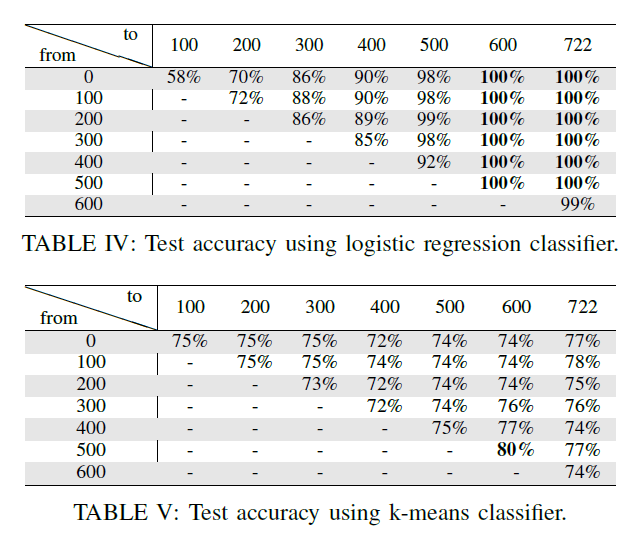 to
from 100 200 300 400 500 600 722
0 58% 70% 86% 90% 98% 100% 100%
100 - 72% 88% 90% 98% 100% 100%
200 - - 86% 89% 99% 100% 100%
300 - - - 85% 98% 100% 100%
400 - - - - 92% 100% 100%
500 - - - - - 100% 100%
600 - - - - - - 99%
TABLE IV: Test accuracy using logistic regression classifier.
to
from 100 200 300 400 500 600 722
0 75% 75% 75% 72% 74% 74% 77%
100 - 75% 75% 74% 74% 74% 78%
200 - - 73% 72% 74% 74% 75%
300 - - - 72% 74% 76% 76%
400 - - - - 75% 77% 74%
500 - - - - - 80% 77%
600 - - - - - - 74%
TABLE V: Test accuracy using k-means classifier.